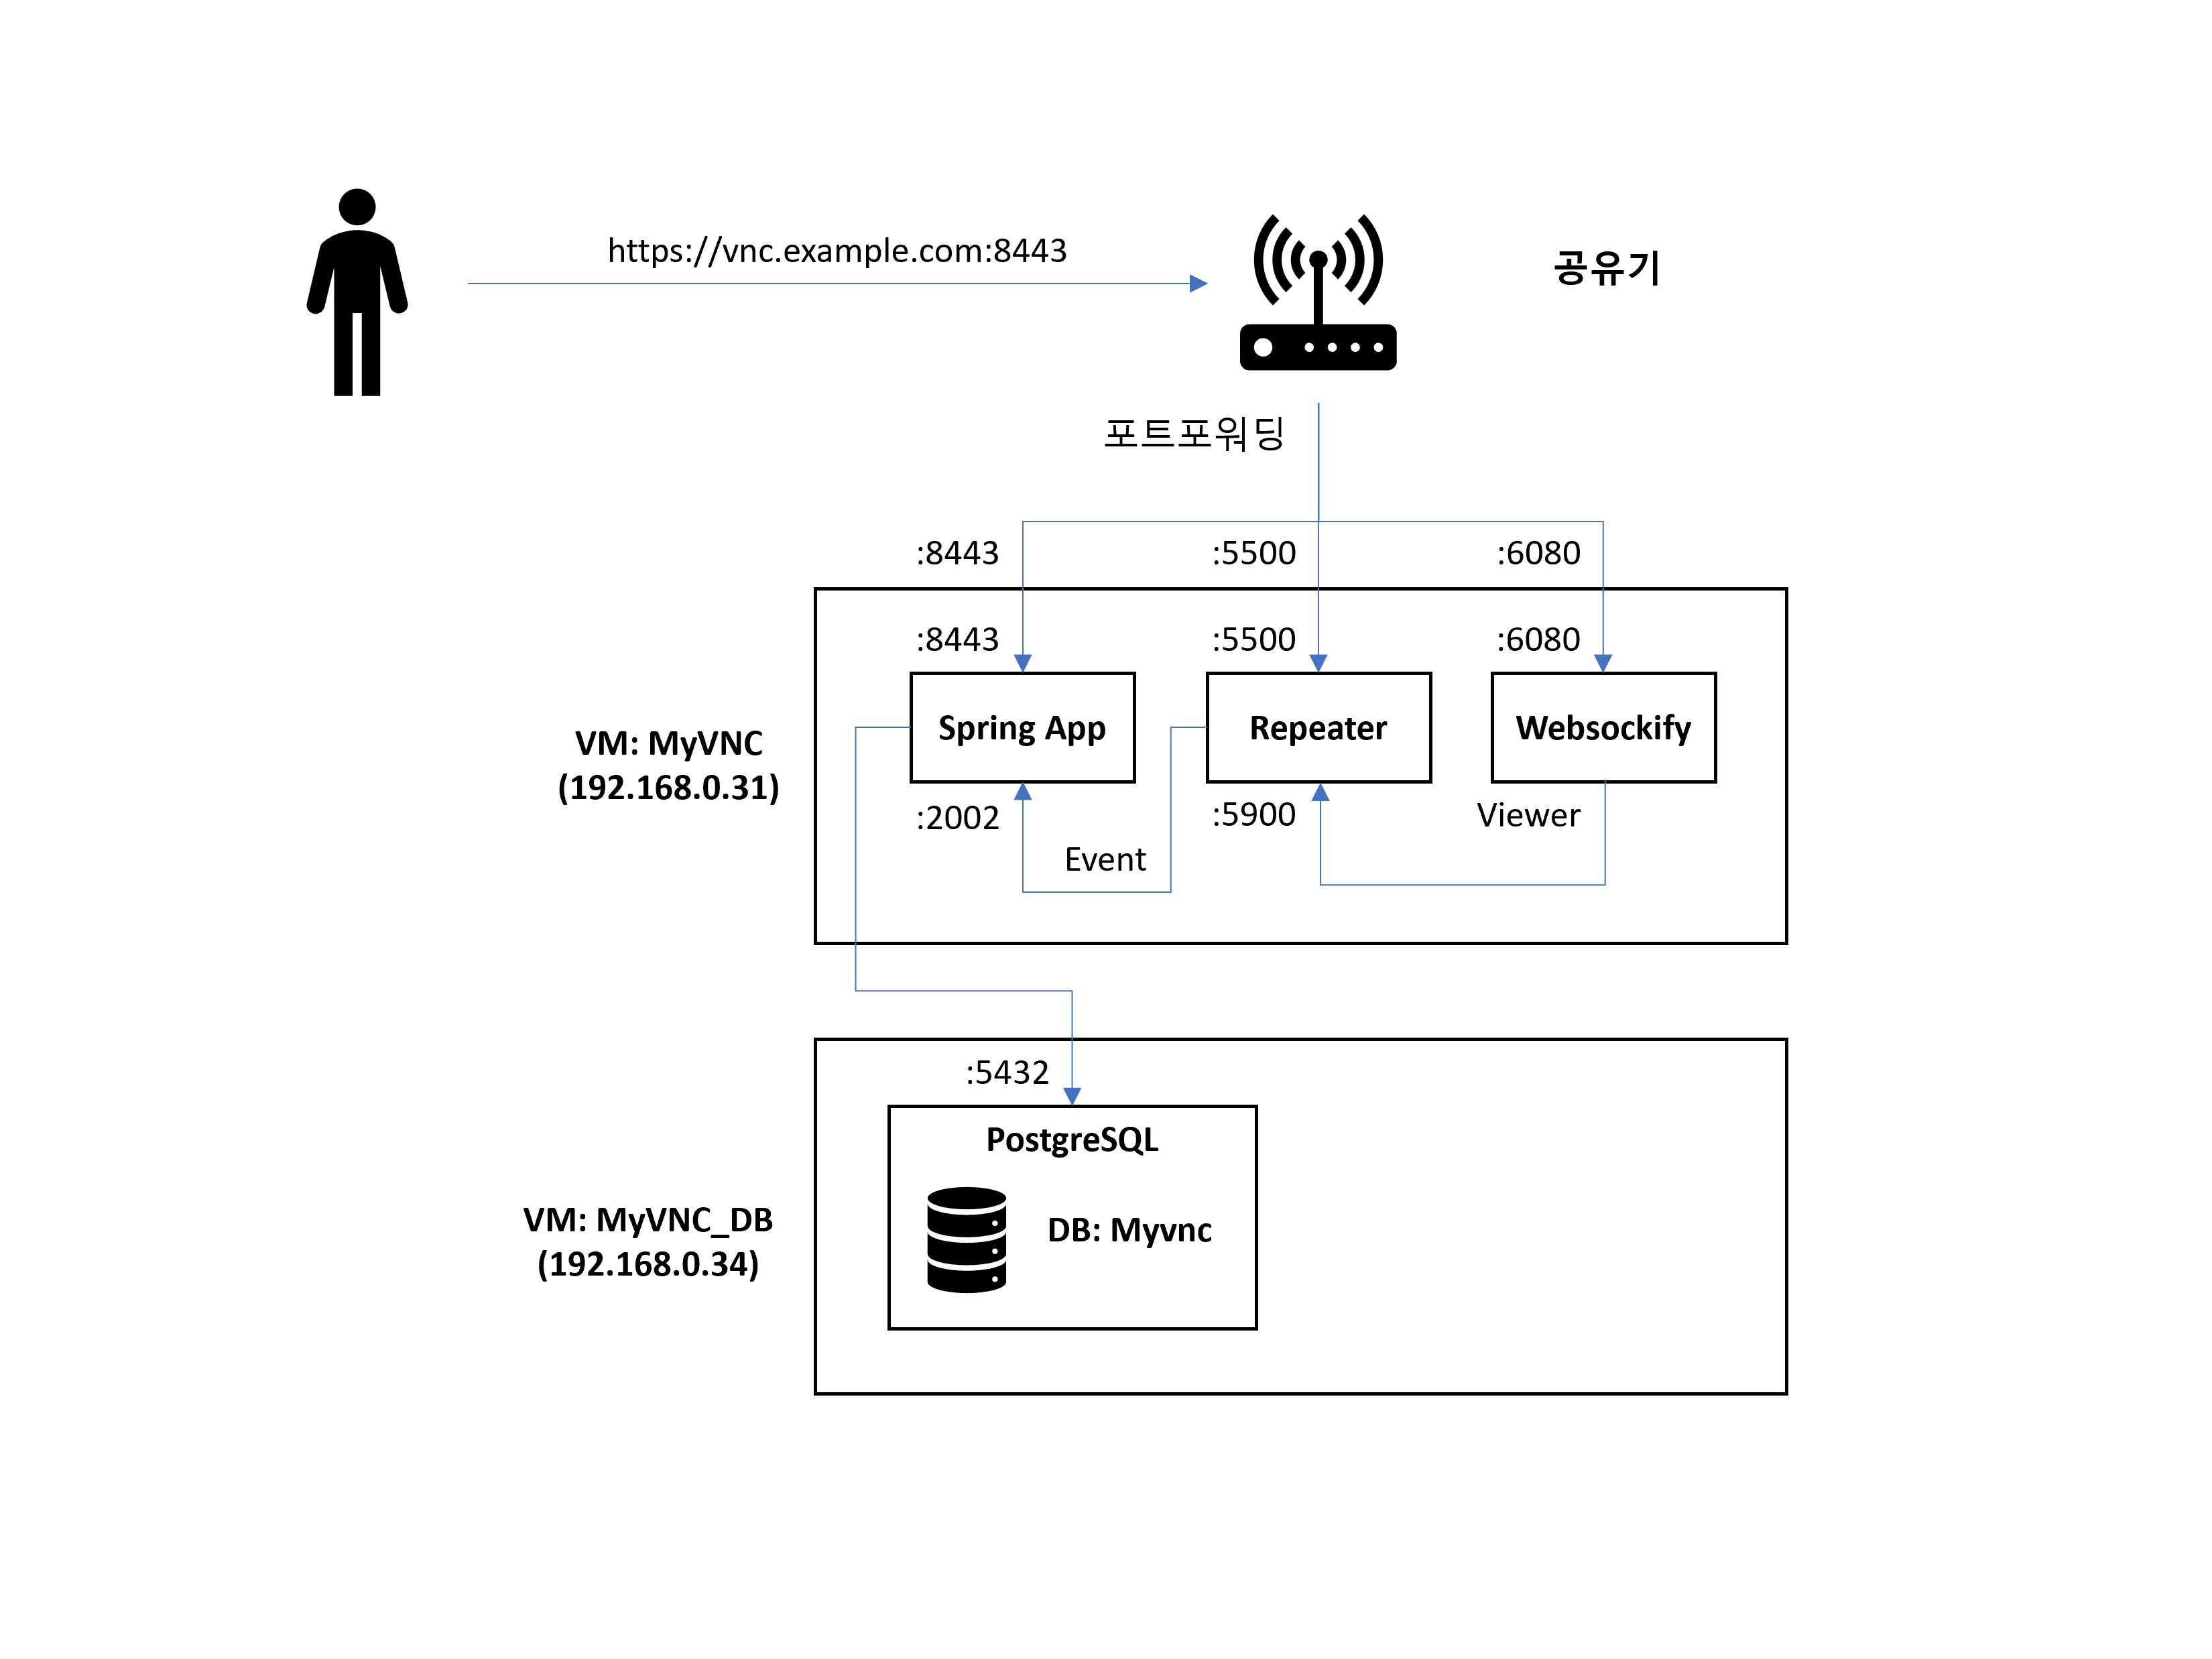 https://vnc.example.com:8443
공유기
포트포워딩
:8443
:5500
:6080
:8443
:5500
:6080
Spring App
Repeater
Websockify
VM: MyVNC
(192.168.0.31)
:2002
:5900
Viewer
Event
:5432
PostgreSQL
DB: Myvnc
VM: MyVNC_DB
(192.168.0.34)